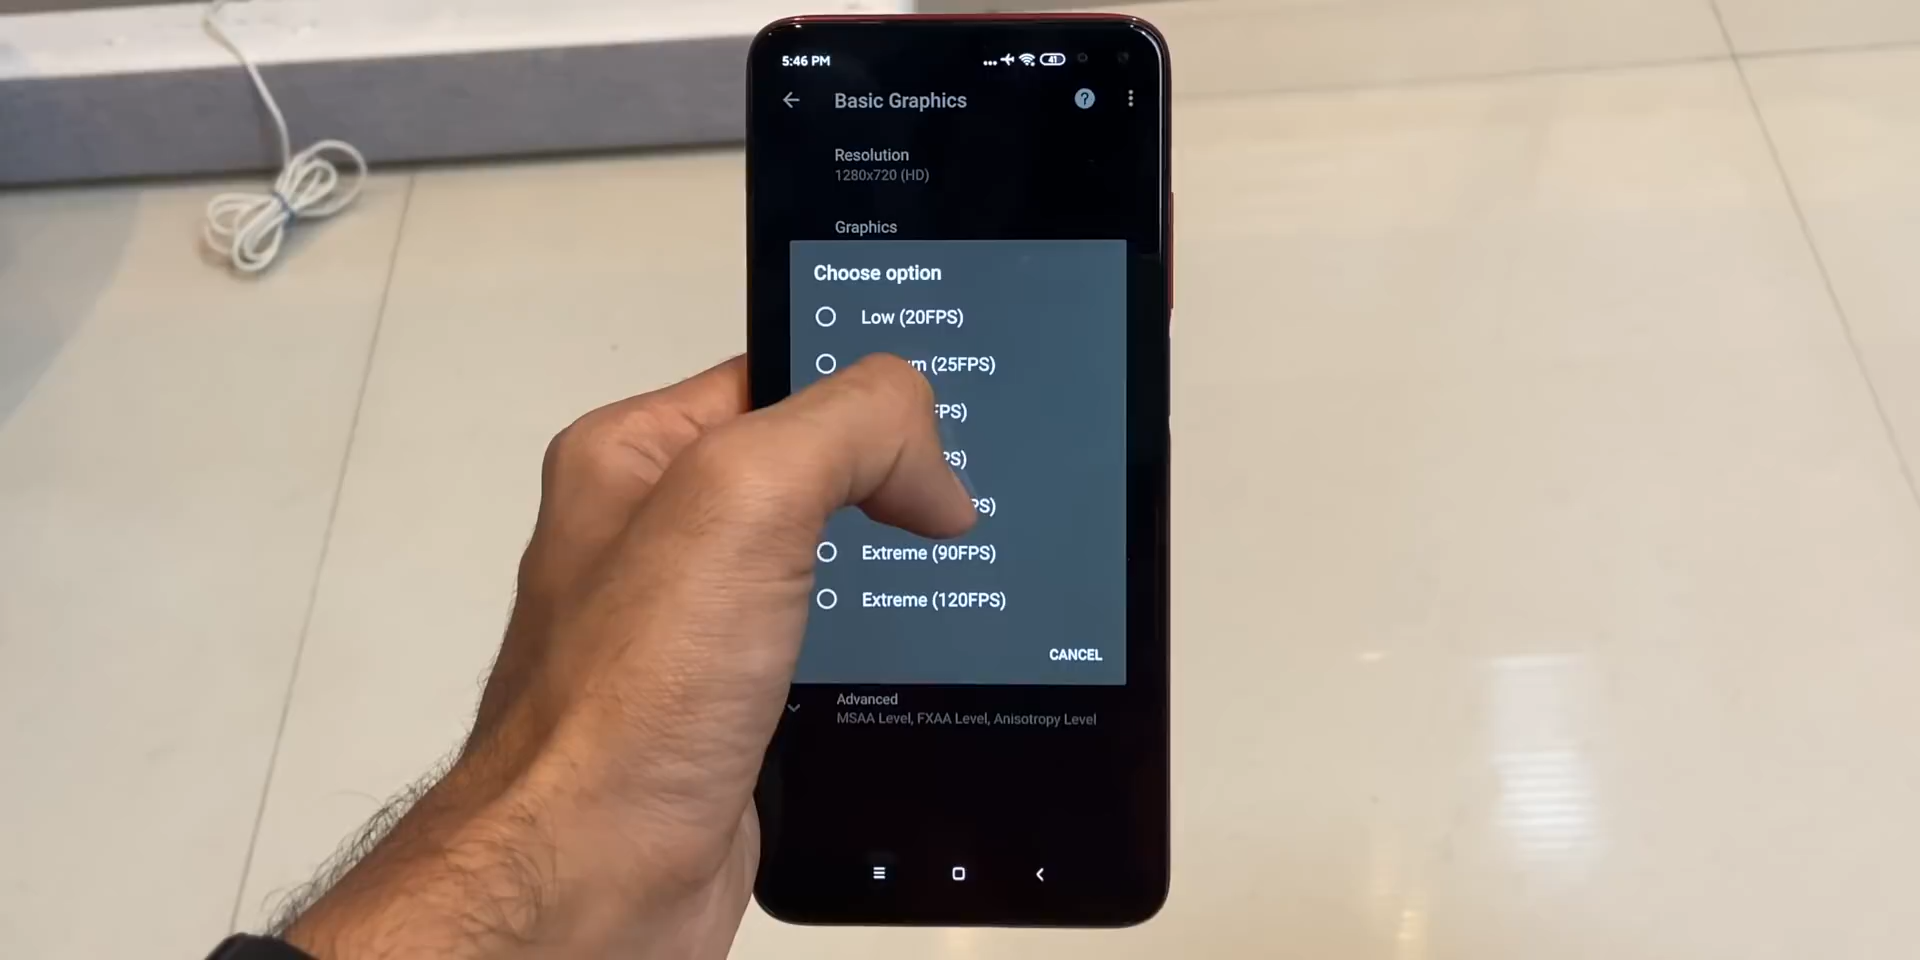 5:46 PM
41
Basic Graphics
?
Resolution
1280x720 (HD)
Graphics
Choose option
Low (20FPS)
(25FPS)
Extreme (90FPS)
Extreme (120FPS)
CANCEL
Advanced
MSAA Level, FXAA Level, Anisotropy Level